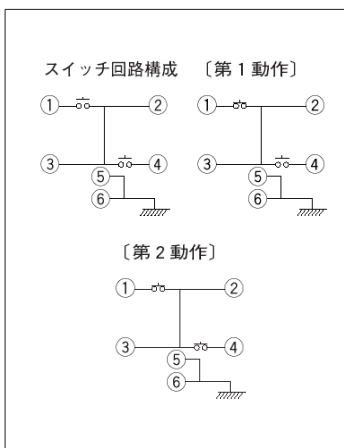 スイッチ回路構成 〔第1動作〕
① ② ① ②
③ ④ ③ ④
⑤ ⑤
⑥ ⑥
〔第2動作〕
① ②
③ ④
⑤
⑥